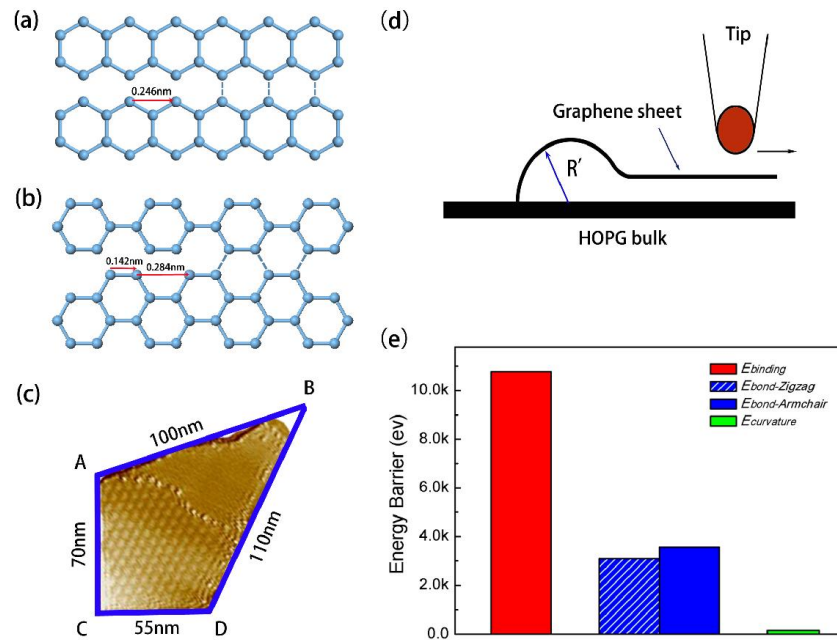 (a)
0.246nm
(b)
0.142nm
0.284nm
(c)
A
B
C
D
100nm
70nm
110nm
55nm
(d)
Tip
Graphene sheet
R'
HOPG bulk
(e)
Energy Barrier (ev)
10.0k
8.0k
6.0k
4.0k
2.0k
0.0
Ebinding
Ebond-Zigzag
Ebond-Armchair
Ecurvature